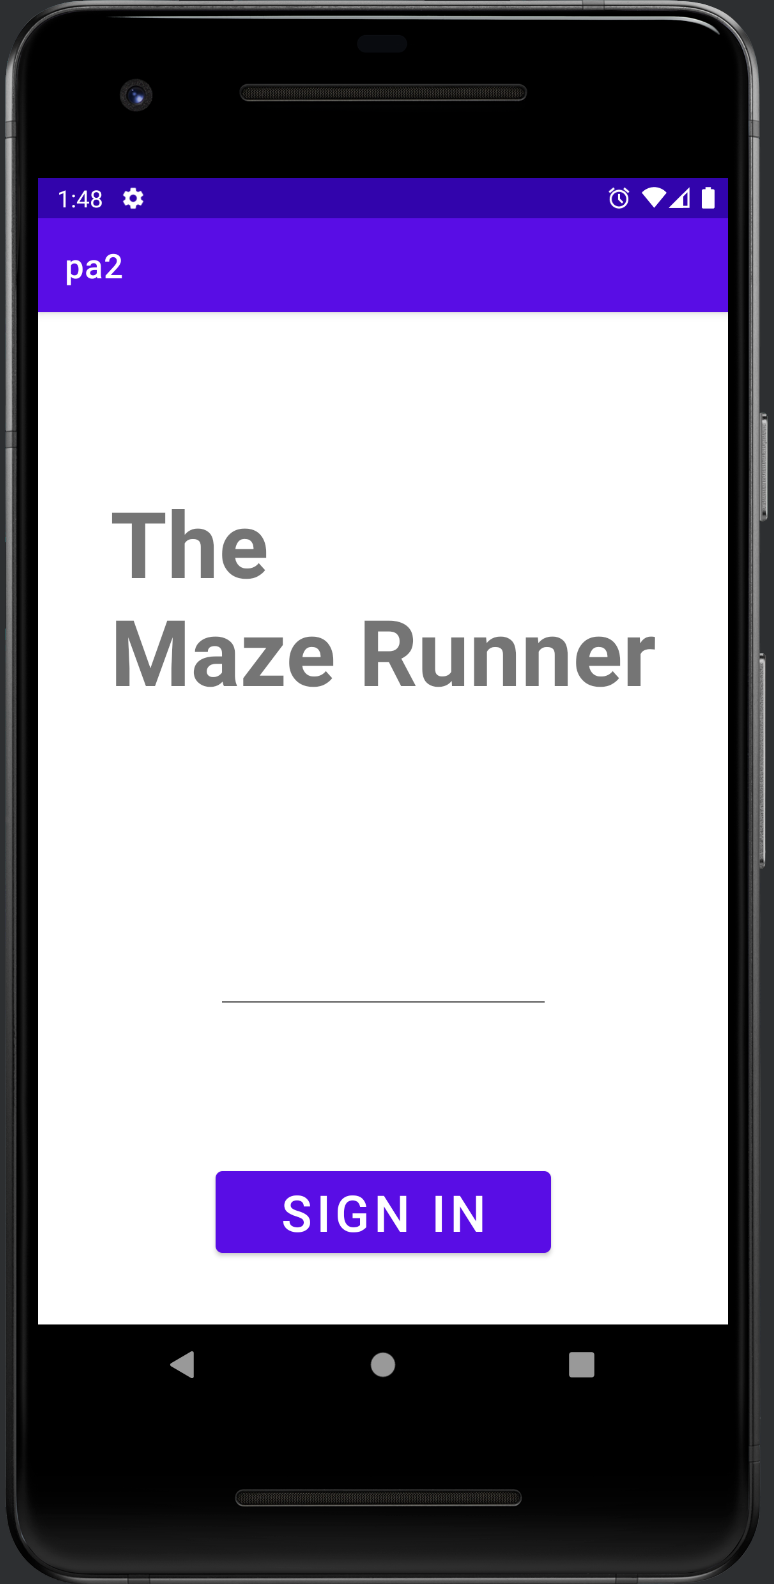 1:48
pa2
The
Maze Runner
SIGN IN